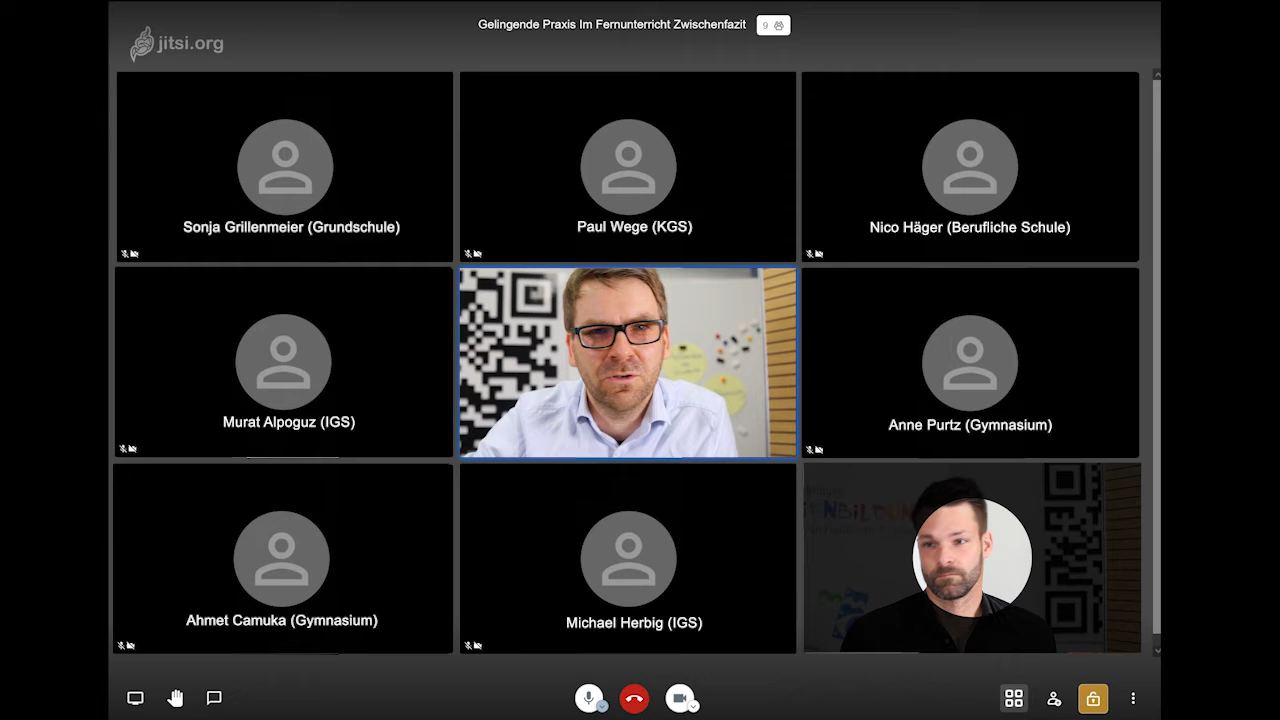 Gelingende Praxis Im Fernunterricht Zwischenfazit 9
jitsi.org
Sonja Grillenmeier (Grundschule)
Paul Wege (KGS)
Nico Häger (Berufliche Schule)
Murat Alpoguz (IGS)
Anne Purtz (Gymnasium)
Ahmet Camuka (Gymnasium)
Michael Herbig (IGS)